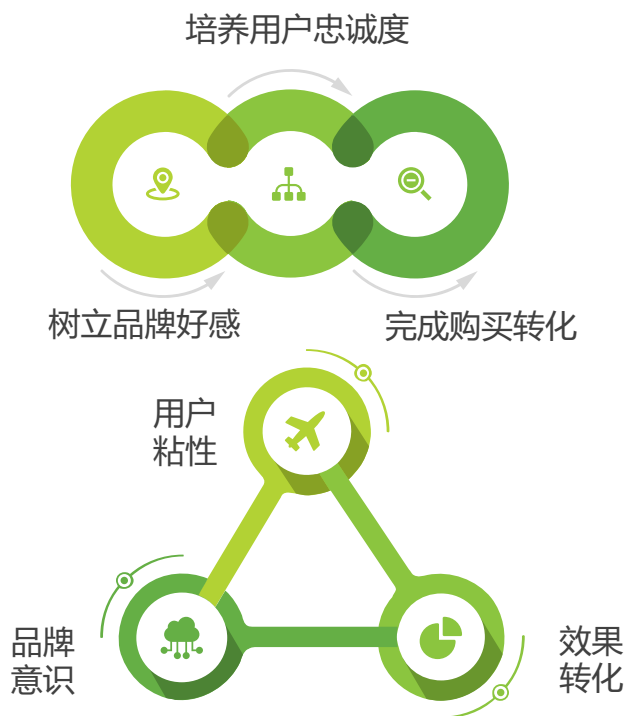 培养用户忠诚度
树立品牌好感
完成购买转化
用户
粘性
品牌
意识
效果
转化